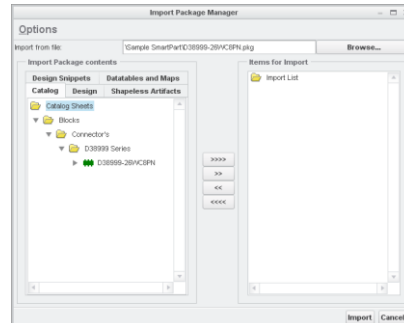 Import Package Manager
Options
Import from file: \Sample SmartPart\D38999-26WC8PN.pkg Browse...
Import Package contents
Items for Import
Design Snippets Datatables and Maps
Catalog Design Shapeless Artifacts
Catalog Sheets
Blocks
Connector's
D38999 Series
D38999-26WC8PN
Import List
>>>>
>>
<<
<<<<
Import Cancel